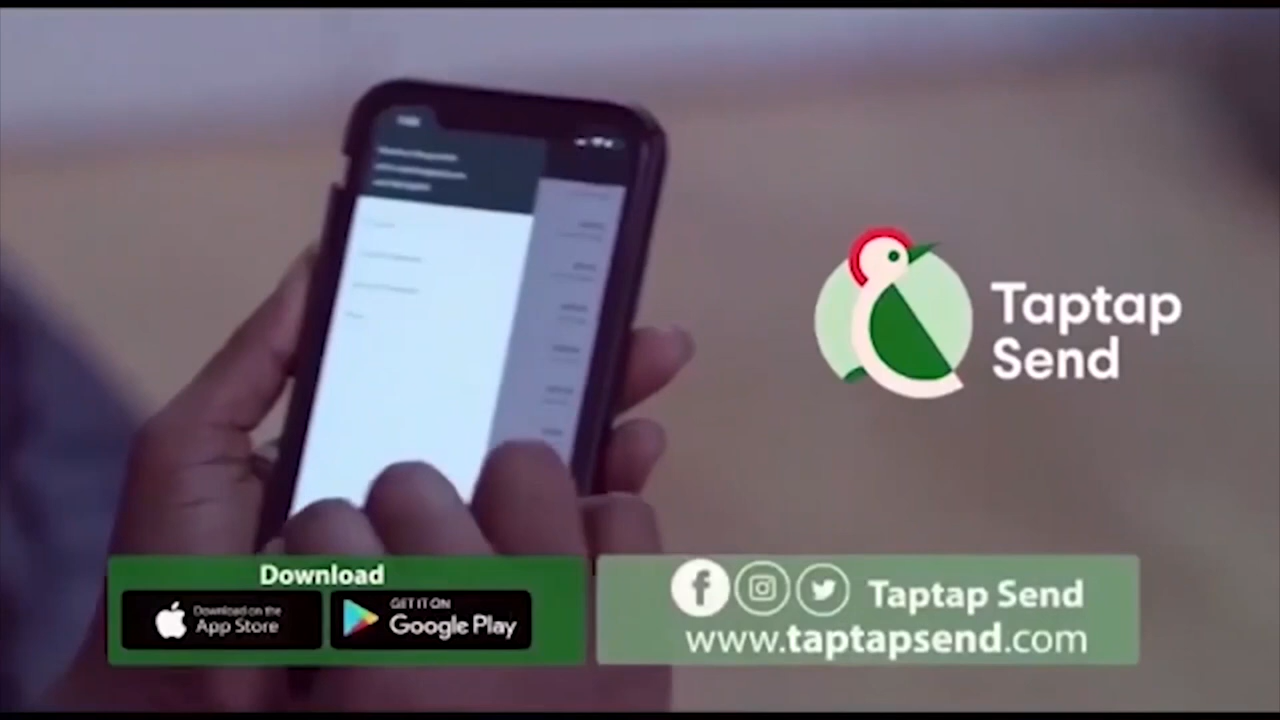 Taptap
Send
Download
Download on the
App Store
GET IT ON
Google Play
Taptap Send
www.taptapsend.com